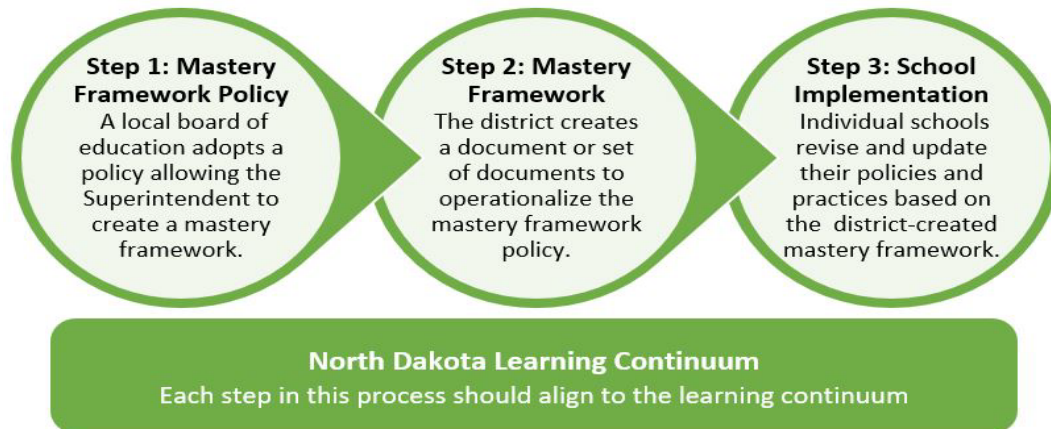 Step 1: Mastery
Framework Policy
A local board of
education adopts a
policy allowing the
Superintendent to
create a mastery
framework.
Step 2: Mastery
Framework
The district creates
a document or set
of documents to
operationalize the
mastery framework
policy.
Step 3: School
Implementation
Individual schools
revise and update
their policies and
practices based on
the district-created
mastery framework.
North Dakota Learning Continuum
Each step in this process should align to the learning continuum